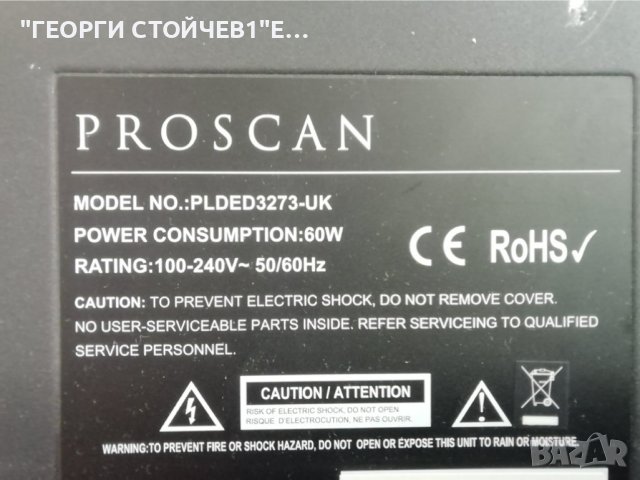 "ГЕОРГИ СТОЙЧЕВ1"Е...
PROSCAN
MODEL NO.:PLDED3273-UK
POWER CONSUMPTION:60W
RATING:100-240V~ 50/60Hz
CE RoHS✓
CAUTION: TO PREVENT ELECTRIC SHOCK, DO NOT REMOVE COVER.
NO USER-SERVICEABLE PARTS INSIDE. REFER SERVICEING TO QUALIFIED
SERVICE PERSONNEL.
CAUTION / ATTENTION
RISK OF ELECTRIC SHOCK, DO NOT OPEN
RISQUE D'ELECTROCUTION, NE PAS OUVRIR.
WARNING:TO PREVENT FIRE OR SHOCK HAZARD, DO NOT OPEN OR EXPOSE THIS UNIT TO RAIN OR MOISTURE.
BAZAR